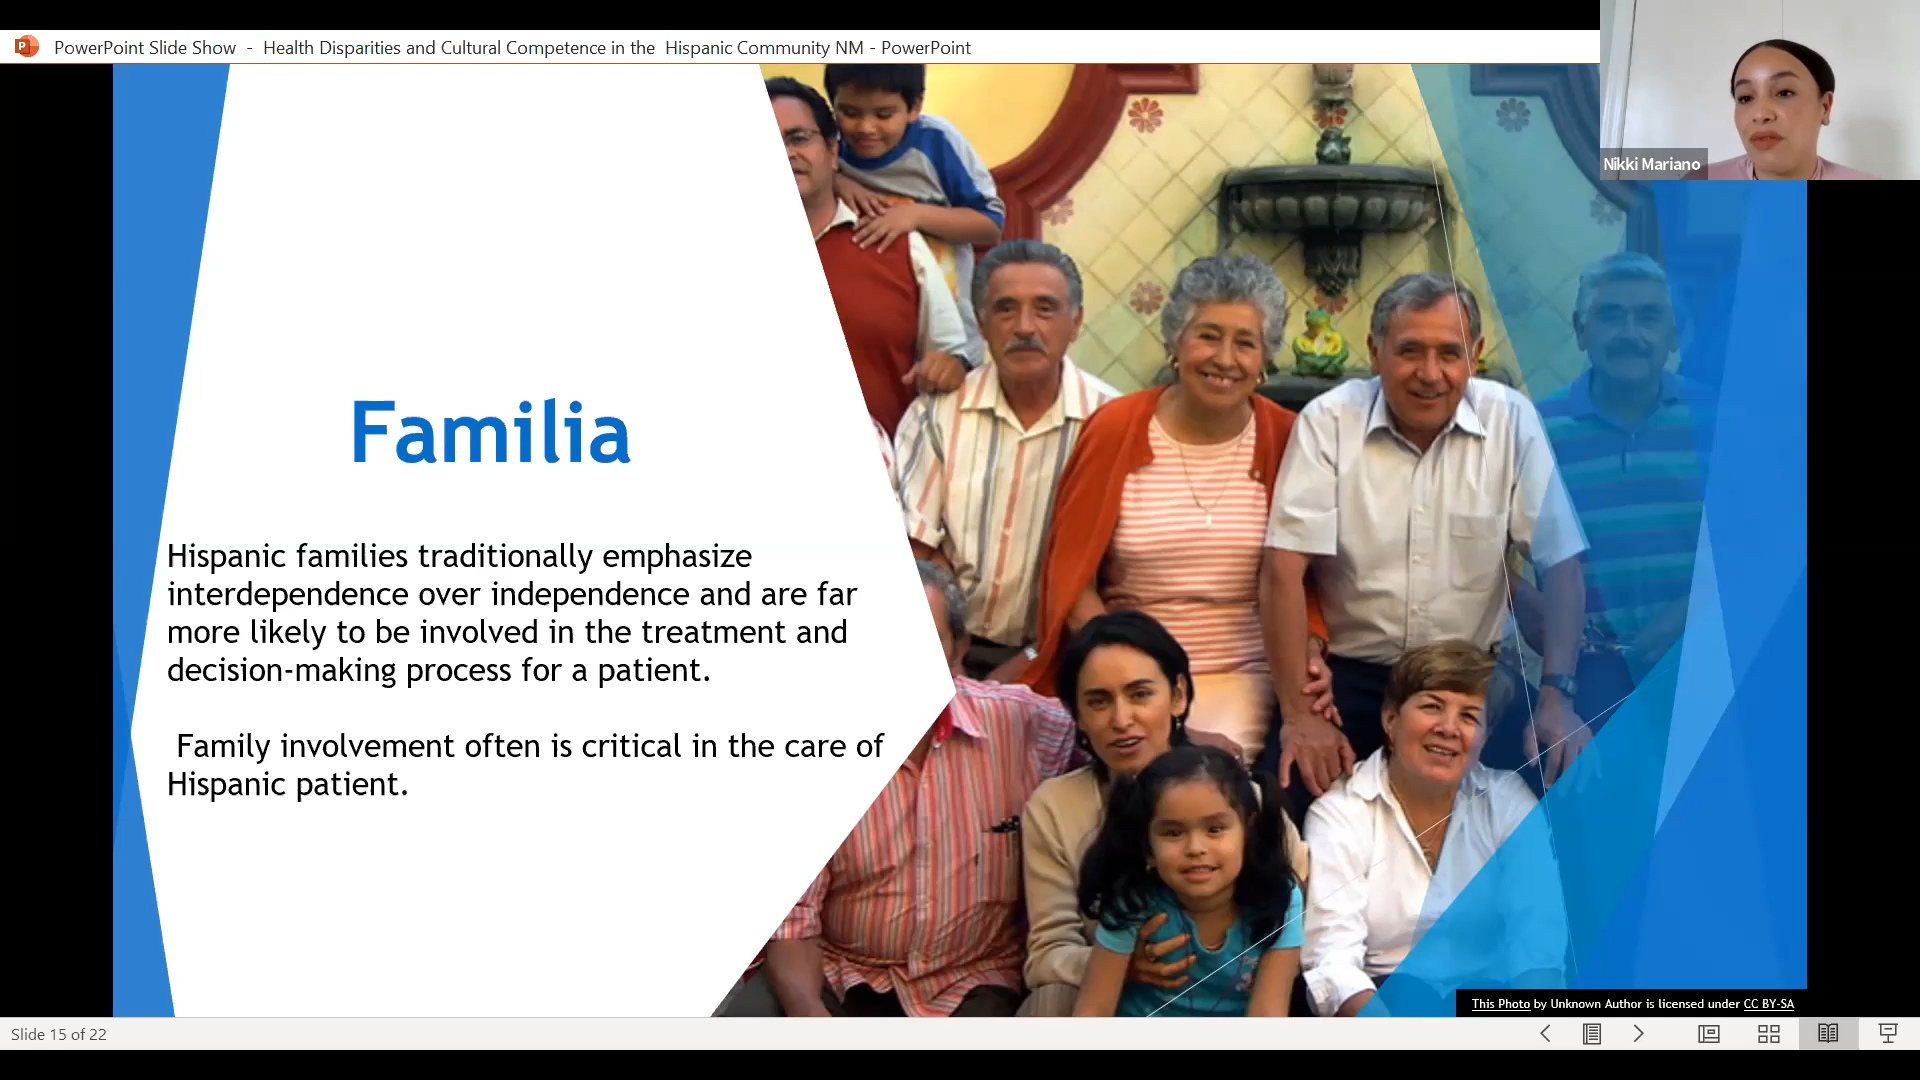 PowerPoint Slide Show - Health Disparities and Cultural Competence in the Hispanic Community NM - PowerPoint
Nikki Mariano
Familia
Hispanic families traditionally emphasize
interdependence over independence and are far
more likely to be involved in the treatment and
decision-making process for a patient.
Family involvement often is critical in the care of
Hispanic patient.
This Photo by Unknown Author is licensed under CC BY-SA
Slide 15 of 22